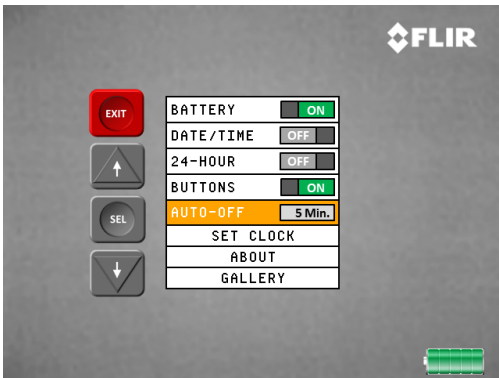 FLIR
EXIT
BATTERY ON
DATE/TIME OFF
24-HOUR OFF
BUTTONS ON
SEL
AUTO-OFF 5 Min.
SET CLOCK
ABOUT
GALLERY